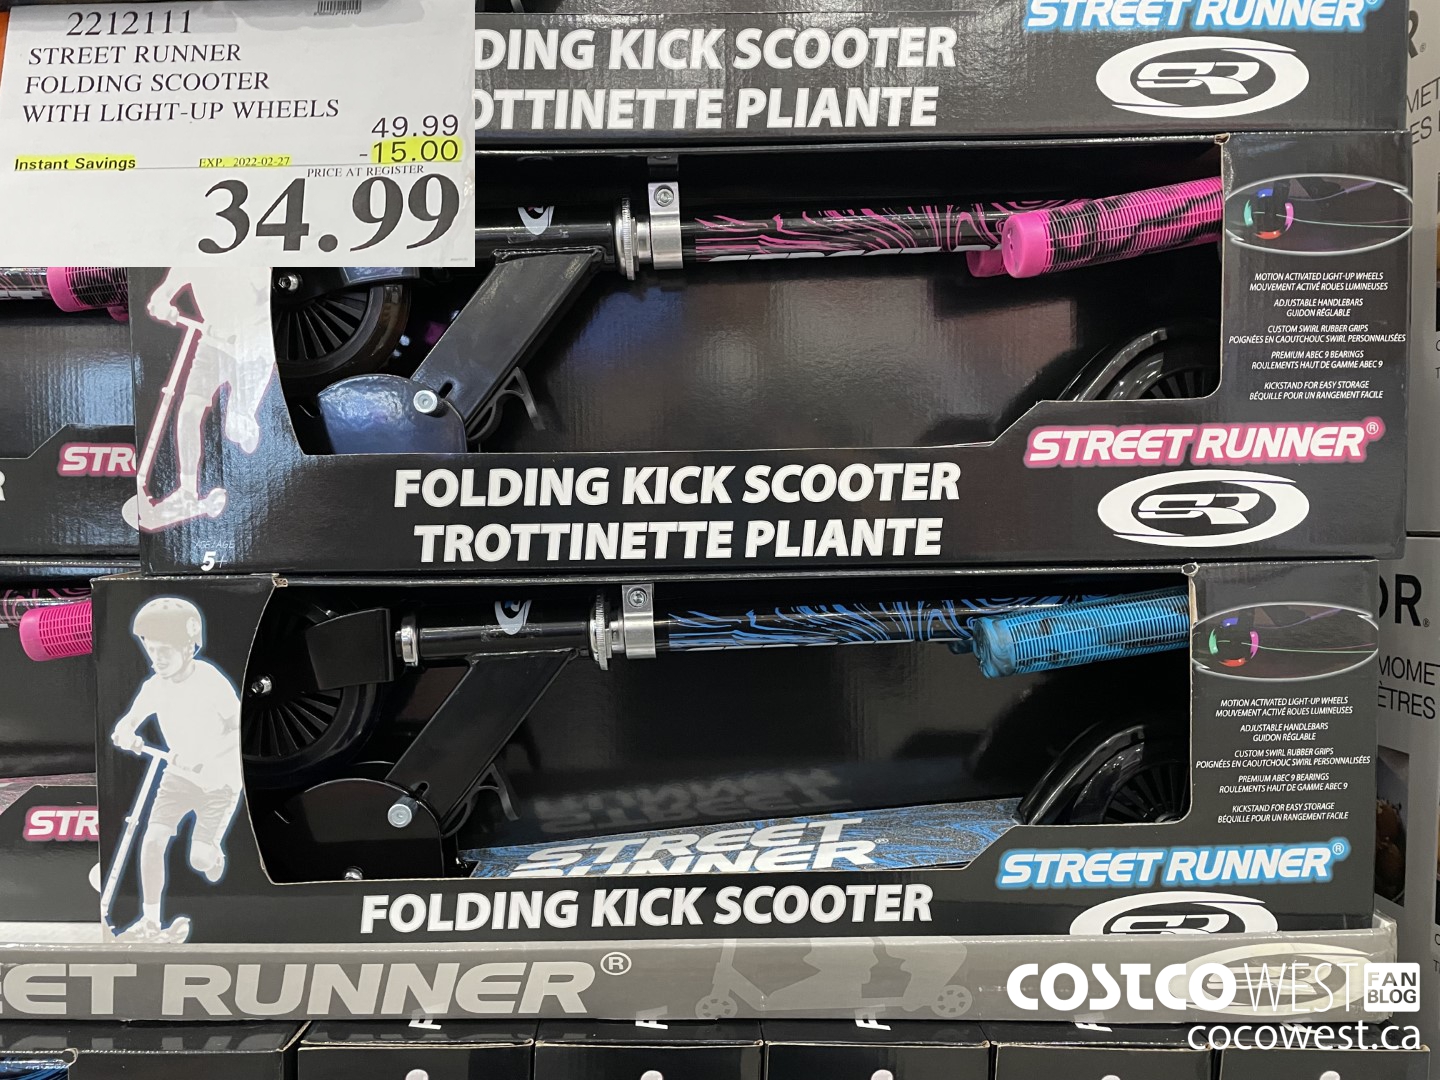 2212111
STREET RUNNER
FOLDING SCOOTER
WITH LIGHT-UP WHEELS
49.99
Instant Savings EXP. 2022-02-27 -15.00
PRICE AT REGISTER
34.99
STREET RUNNER
DING KICK SCOOTER
OTTINETTE PLIANTE
SR
MOTION ACTIVATED LIGHT-UP WHEELS
MOUVEMENT ACTIVÉ ROUES LUMINEUSES
ADJUSTABLE HANDLEBARS
GUIDON RÉGLABLE
CUSTOM SWIRL RUBBER GRIPS
POIGNÉES EN CAOUTCHOUC SWIRL PERSONNALISÉES
PREMIUM ABEC 9 BEARINGS
ROULEMENTS HAUT DE GAMME ABEC 9
KICKSTAND FOR EASY STORAGE
BÉQUILLE POUR UN RANGEMENT FACILE
STR
STREET RUNNER®
FOLDING KICK SCOOTER
TROTTINETTE PLIANTE
SR
5+
MOTION ACTIVATED LIGHT-UP WHEELS
MOUVEMENT ACTIVÉ ROUES LUMINEUSES
ADJUSTABLE HANDLEBARS
GUIDON RÉGLABLE
CUSTOM SWIRL RUBBER GRIPS
POIGNÉES EN CAOUTCHOUC SWIRL PERSONNALISÉES
PREMIUM ABEC 9 BEARINGS
ROULEMENTS HAUT DE GAMME ABEC 9
KICKSTAND FOR EASY STORAGE
BÉQUILLE POUR UN RANGEMENT FACILE
STR
STREET RUNNER®
STREET RUNNER®
FOLDING KICK SCOOTER
SR
EET RUNNER®
COSTCO WEST FAN BLOG
cocowest.ca